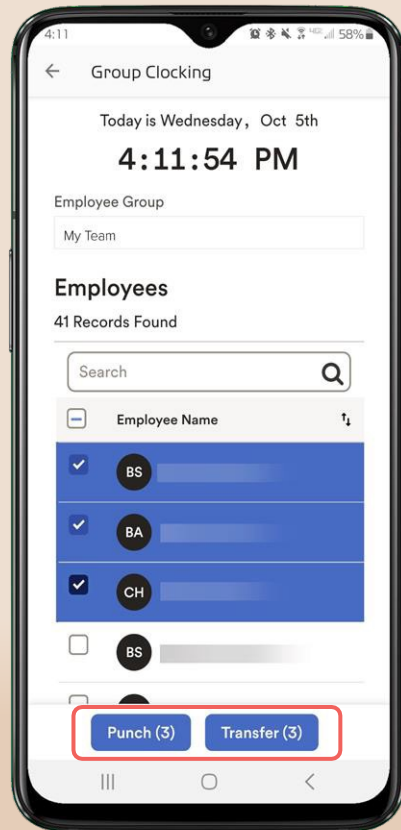 4:11 58%
Group Clocking
Today is Wednesday, Oct 5th
4:11:54 PM
Employee Group
My Team
Employees
41 Records Found
Search
Employee Name
BS
BA
CH
BS
Punch (3) Transfer (3)